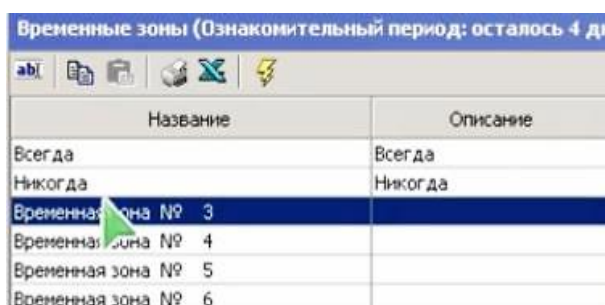 Временные зоны (Ознакомительный период: осталось 4
ab
Название Описание
Всегда Всегда
Никогда Никогда
Временная зона № 3
Временная зона № 4
Временная зона № 5
Временная зона № 6